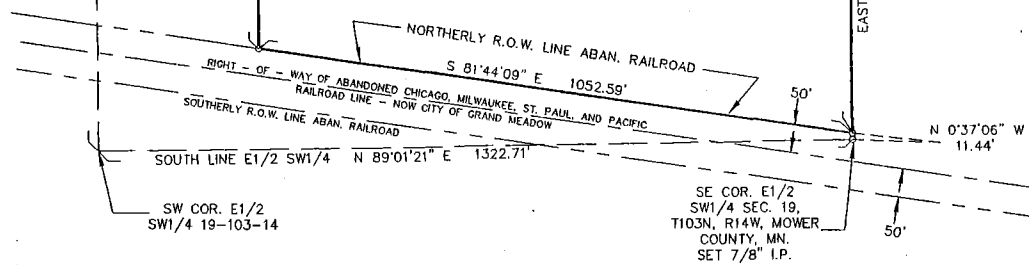 EAST
NORTHERLY R.O.W. LINE ABAN. RAILROAD
S 81°44'09" E 1052.59'
RIGHT - OF - WAY OF ABANDONED CHICAGO, MILWAUKEE, ST. PAUL, AND PACIFIC
RAILROAD LINE - NOW CITY OF GRAND MEADOW
SOUTHERLY R.O.W. LINE ABAN. RAILROAD
50'
N 0°37'06" W
11.44'
SOUTH LINE E1/2 SW1/4 N 89°01'21" E 1322.71'
SW COR. E1/2
SW1/4 19-103-14
SE COR. E1/2
SW1/4 SEC. 19,
T103N, R14W, MOWER
COUNTY, MN.
SET 7/8" I.P.
50'